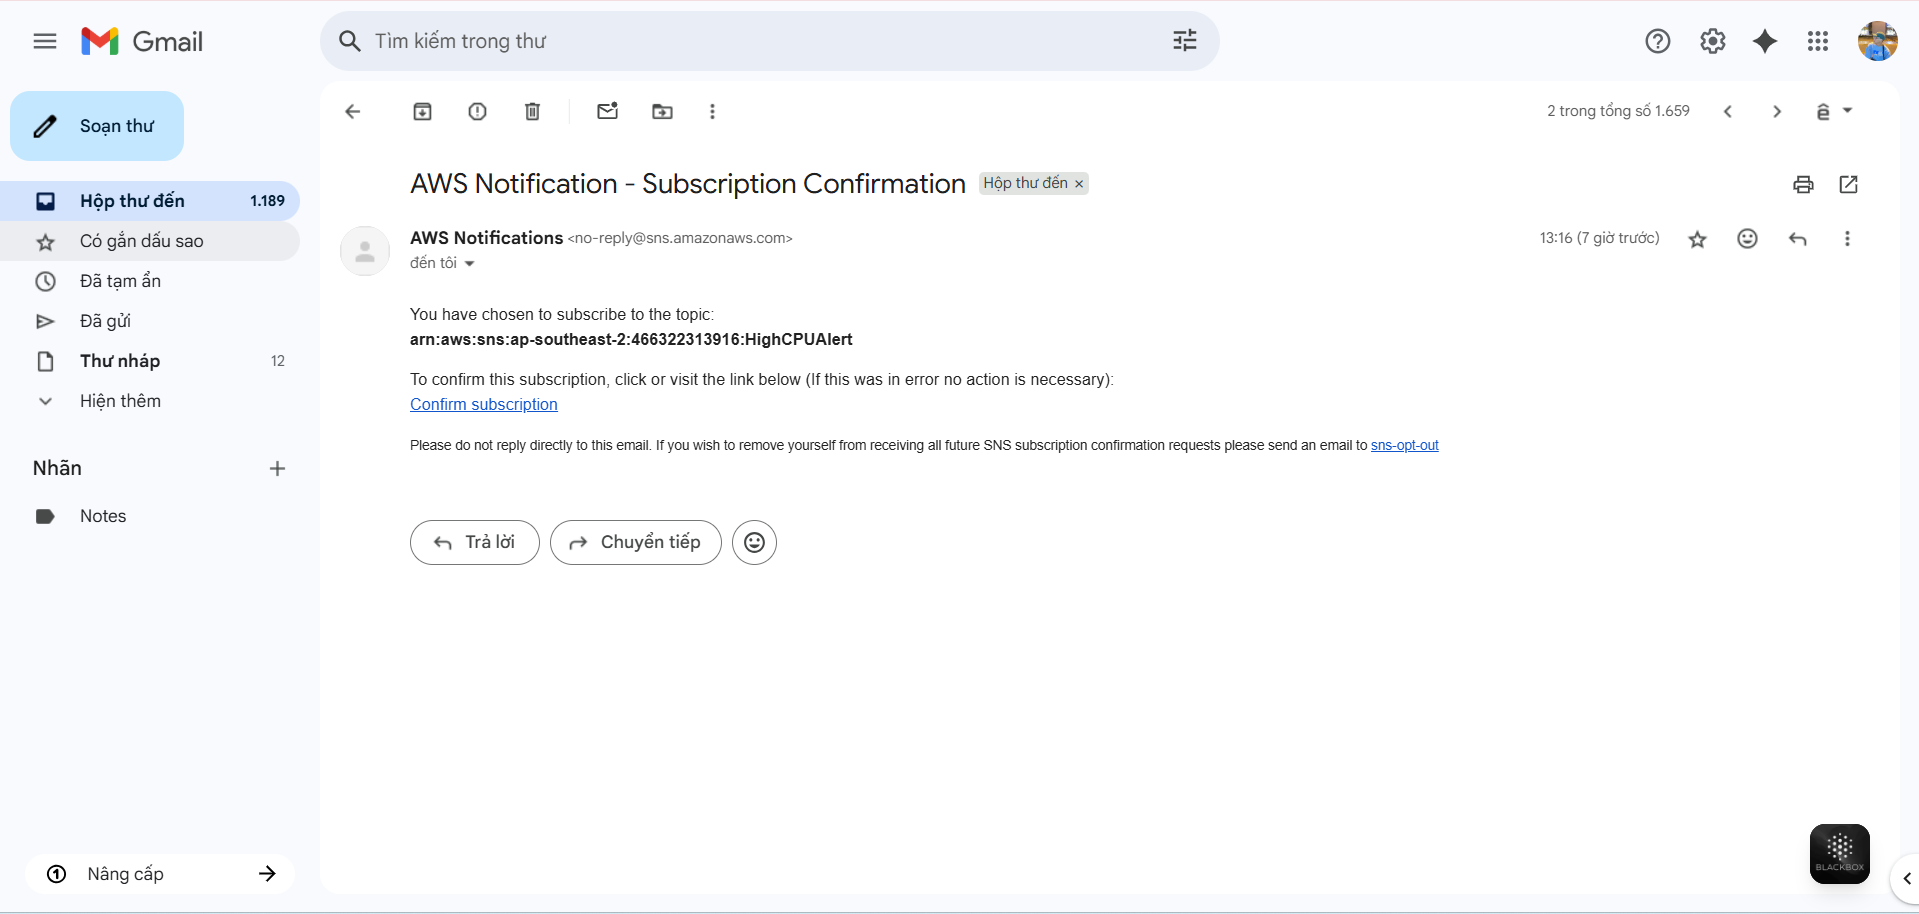 Gmail
Tìm kiếm trong thư
Soạn thư
Hộp thư đến 1.189
Có gắn dấu sao
Đã tạm ẩn
Đã gửi
Thư nháp 12
Hiện thêm
Nhãn
Notes
Nâng cấp
2 trong tổng số 1.659
AWS Notification - Subscription Confirmation Hộp thư đến
AWS Notifications <no-reply@sns.amazonaws.com> 13:16 (7 giờ trước)
đến tôi
You have chosen to subscribe to the topic:
arn:aws:sns:ap-southeast-2:466322313916:HighCPUAlert
To confirm this subscription, click or visit the link below (If this was in error no action is necessary):
Confirm subscription
Please do not reply directly to this email. If you wish to remove yourself from receiving all future SNS subscription confirmation requests please send an email to sns-opt-out
Trả lời Chuyển tiếp
BLACKBOX